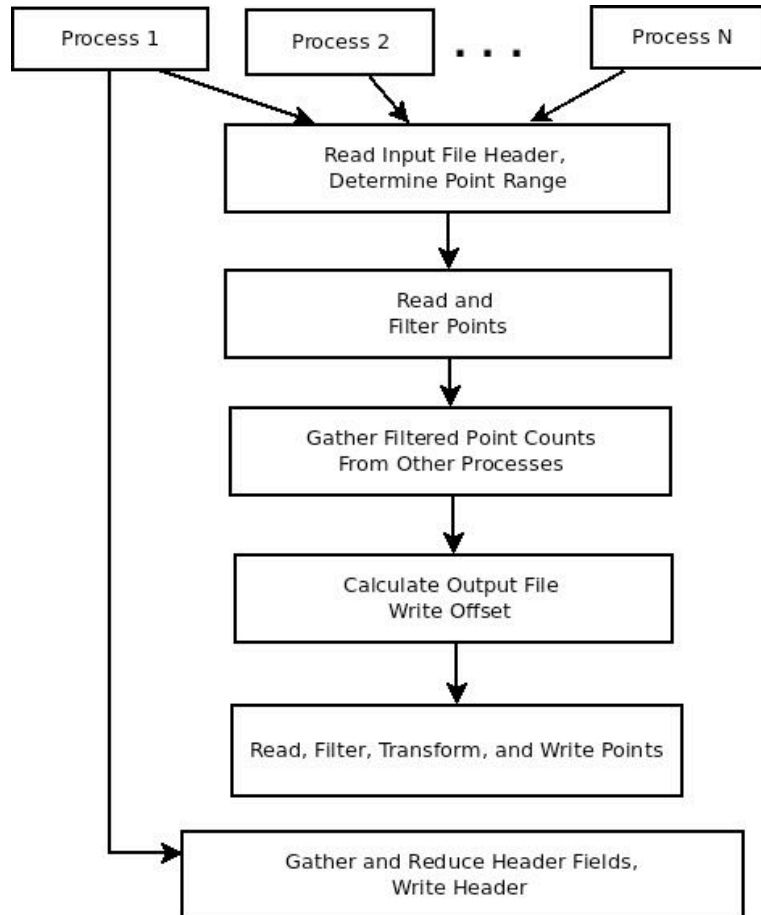 Process 1
Process 2
. . .
Process N
Read Input File Header,
Determine Point Range
Read and
Filter Points
Gather Filtered Point Counts
From Other Processes
Calculate Output File
Write Offset
Read, Filter, Transform, and Write Points
Gather and Reduce Header Fields,
Write Header